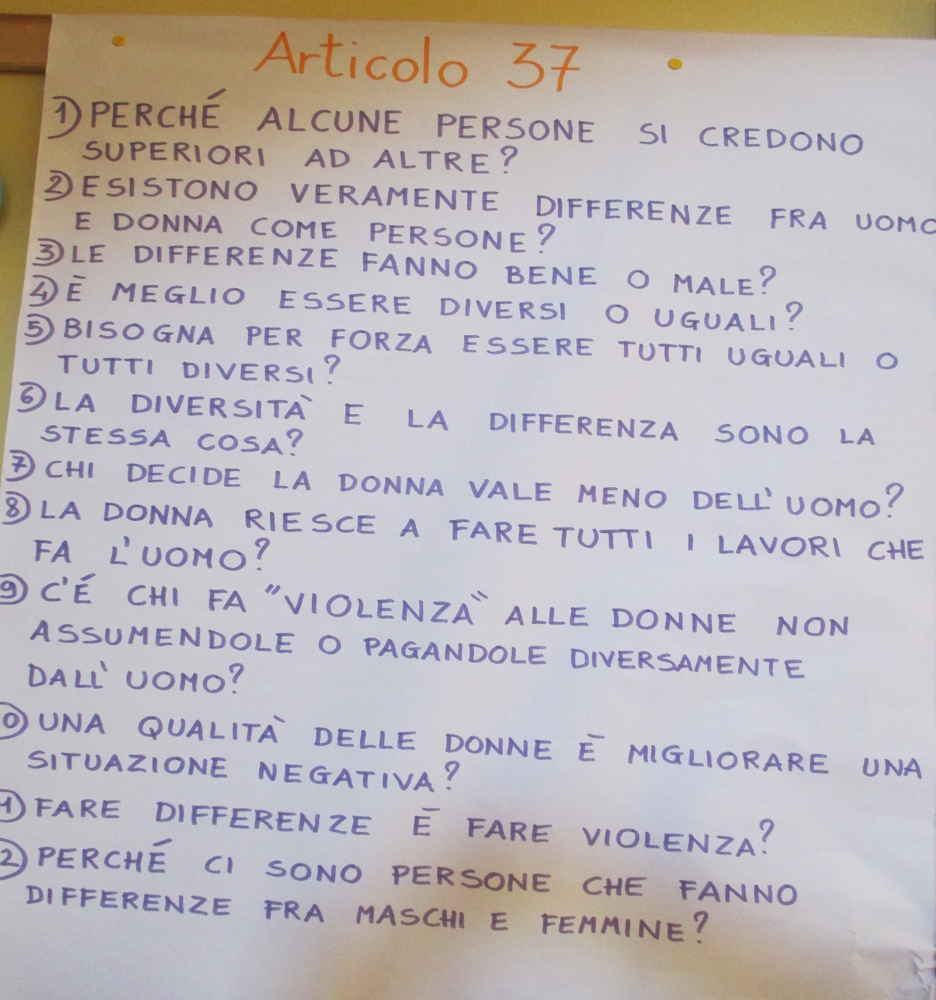 Articolo 37
1) PERCHÉ ALCUNE PERSONE SI CREDONO
SUPERIORI AD ALTRE?
2) ESISTONO VERAMENTE DIFFERENZE FRA UOMO
E DONNA COME PERSONE?
3) LE DIFFERENZE FANNO BENE O MALE?
4) È MEGLIO ESSERE DIVERSI O UGUALI?
5) BISOGNA PER FORZA ESSERE TUTTI UGUALI O
TUTTI DIVERSI?
6) LA DIVERSITÀ E LA DIFFERENZA SONO LA
STESSA COSA?
7) CHI DECIDE LA DONNA VALE MENO DELL'UOMO?
8) LA DONNA RIESCE A FARE TUTTI I LAVORI CHE
FA L'UOMO?
9) C'É CHI FA "VIOLENZA" ALLE DONNE NON
ASSUMENDOLE O PAGANDOLE DIVERSAMENTE
DALL'UOMO?
0) UNA QUALITÀ DELLE DONNE È MIGLIORARE UNA
SITUAZIONE NEGATIVA?
1) FARE DIFFERENZE È FARE VIOLENZA?
2) PERCHÉ CI SONO PERSONE CHE FANNO
DIFFERENZE FRA MASCHI E FEMMINE?